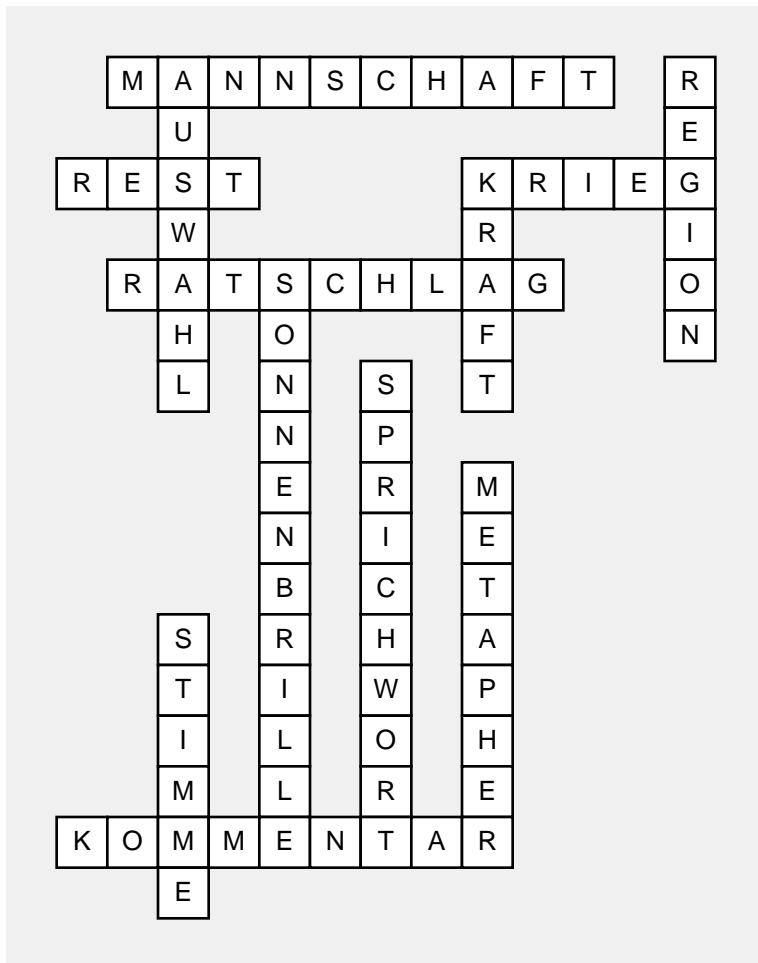 MANNSCHAFT
REGION
AUSWAHL
REST
KRIEG
KRAFT
RATSCHLAG
SONNENBRILLE
SPRICHWORT
METAPHER
STIMME
KOMMENTAR